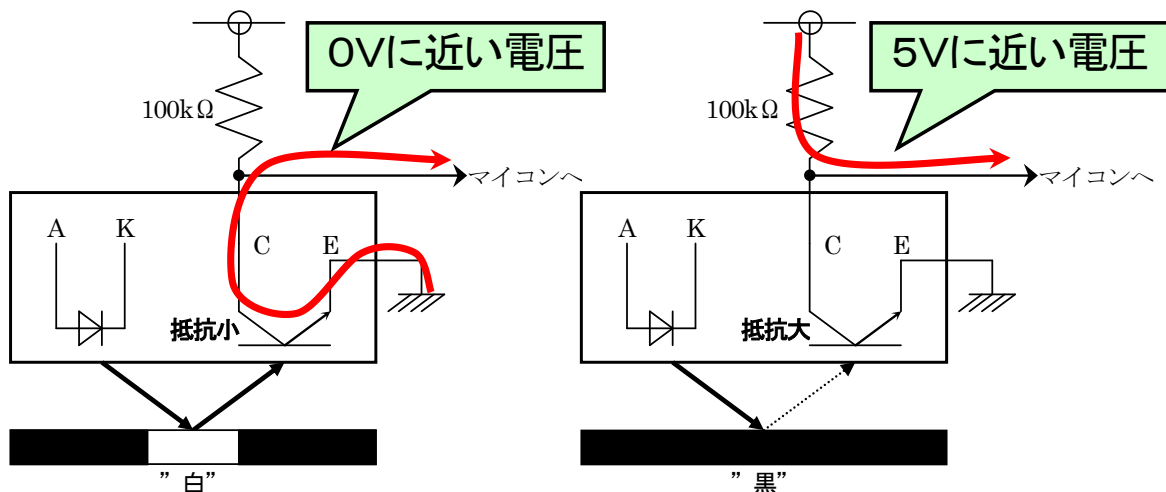 0Vに近い電圧
100kΩ
マイコンへ
A K
C E
抵抗小
”白”
5Vに近い電圧
100kΩ
マイコンへ
A K
C E
抵抗大
”黒”